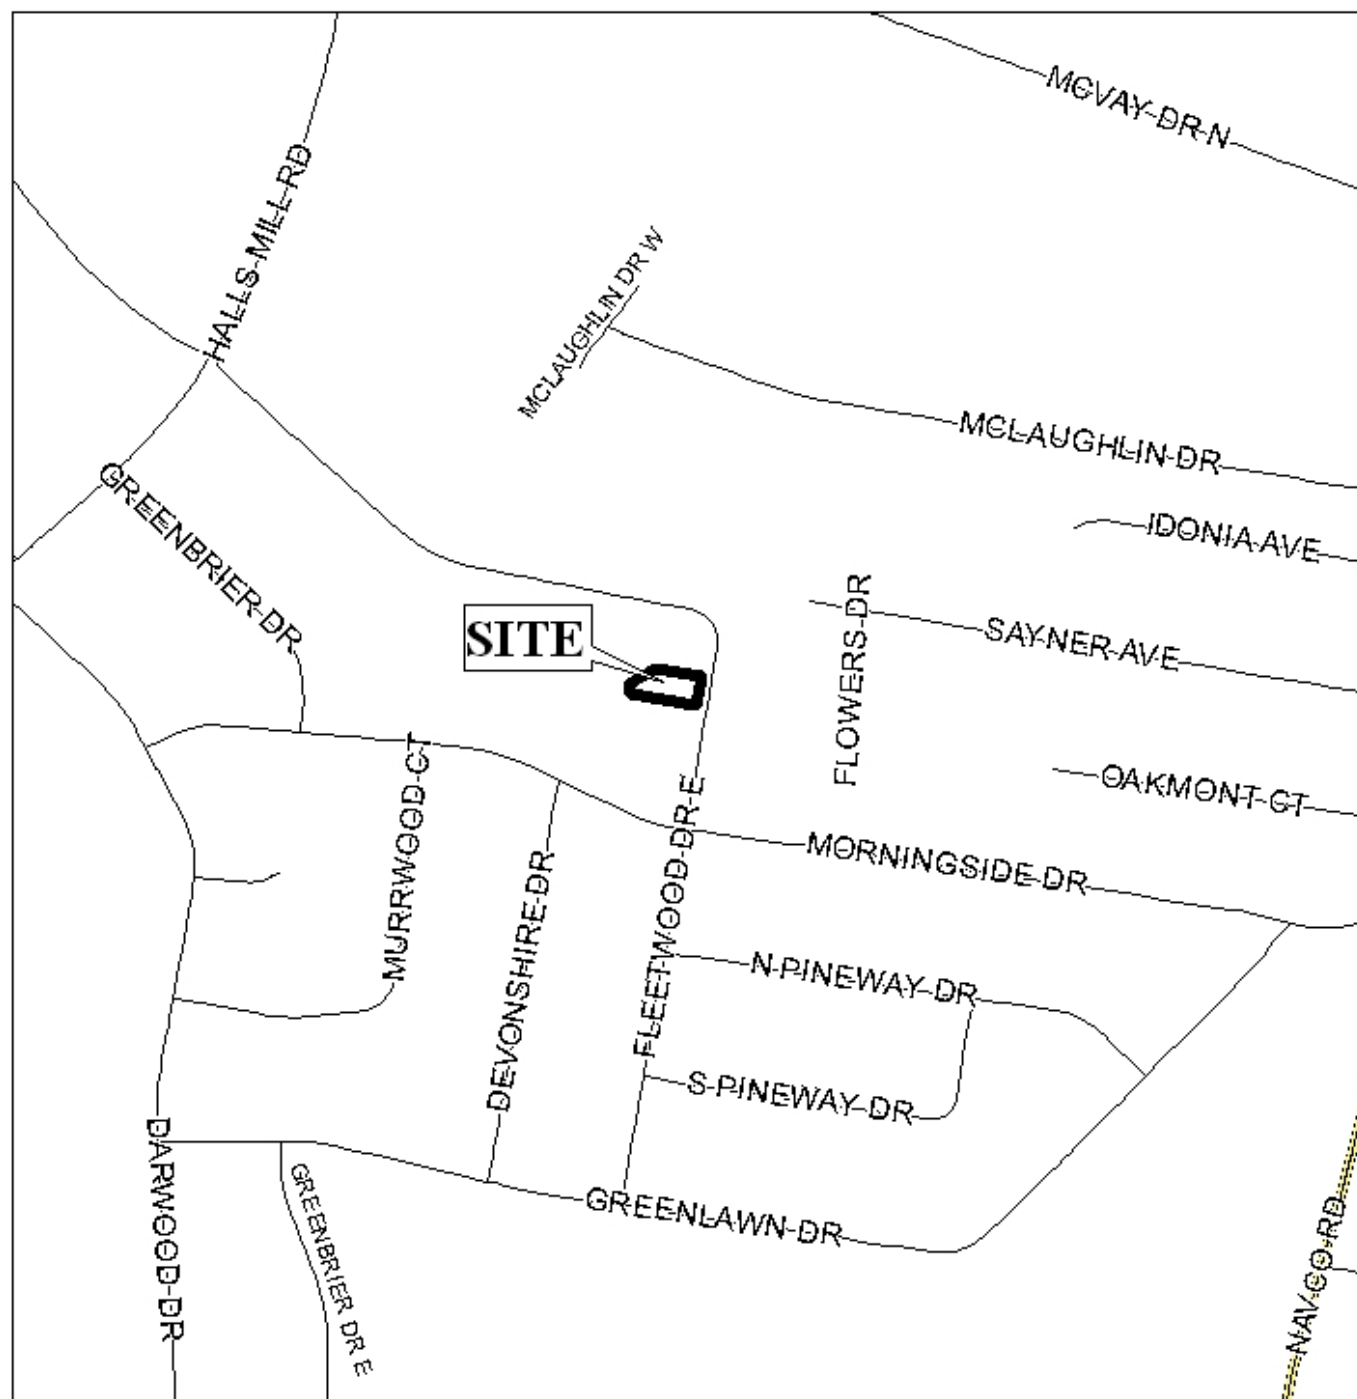 MCVAY DR N
HALLS MILL RD
MCLAUGHLIN DR W
MCLAUGHLIN DR
GREENBRIER DR
IDONIA AVE
SITE
FLOWERS DR
SAYNER AVE
MURRWOOD CT
OAKMONT CT
DEVONSHIRE DR
FLEETWOOD DR E
MORNINGSIDE DR
N PINEWAY DR
S PINEWAY DR
DARWOOD DR
GREENBRIER DR E
GREENLAWN DR
NAVCO RD